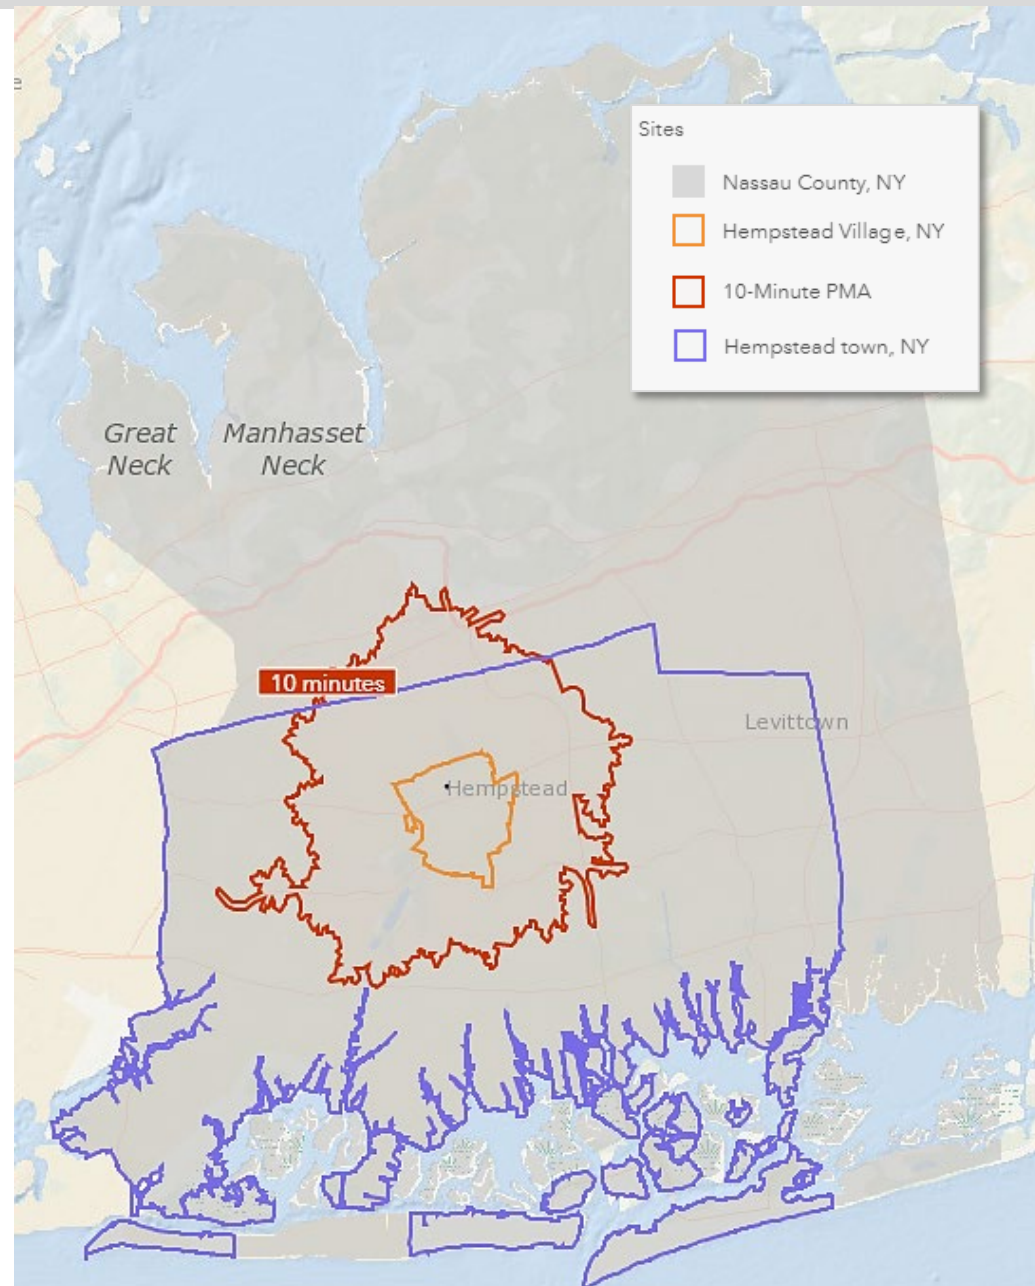 e
Sites
Nassau County, NY
Hempstead Village, NY
10-Minute PMA
Hempstead town, NY
Great
Neck
Manhasset
Neck
10 minutes
Levittown
Hempstead